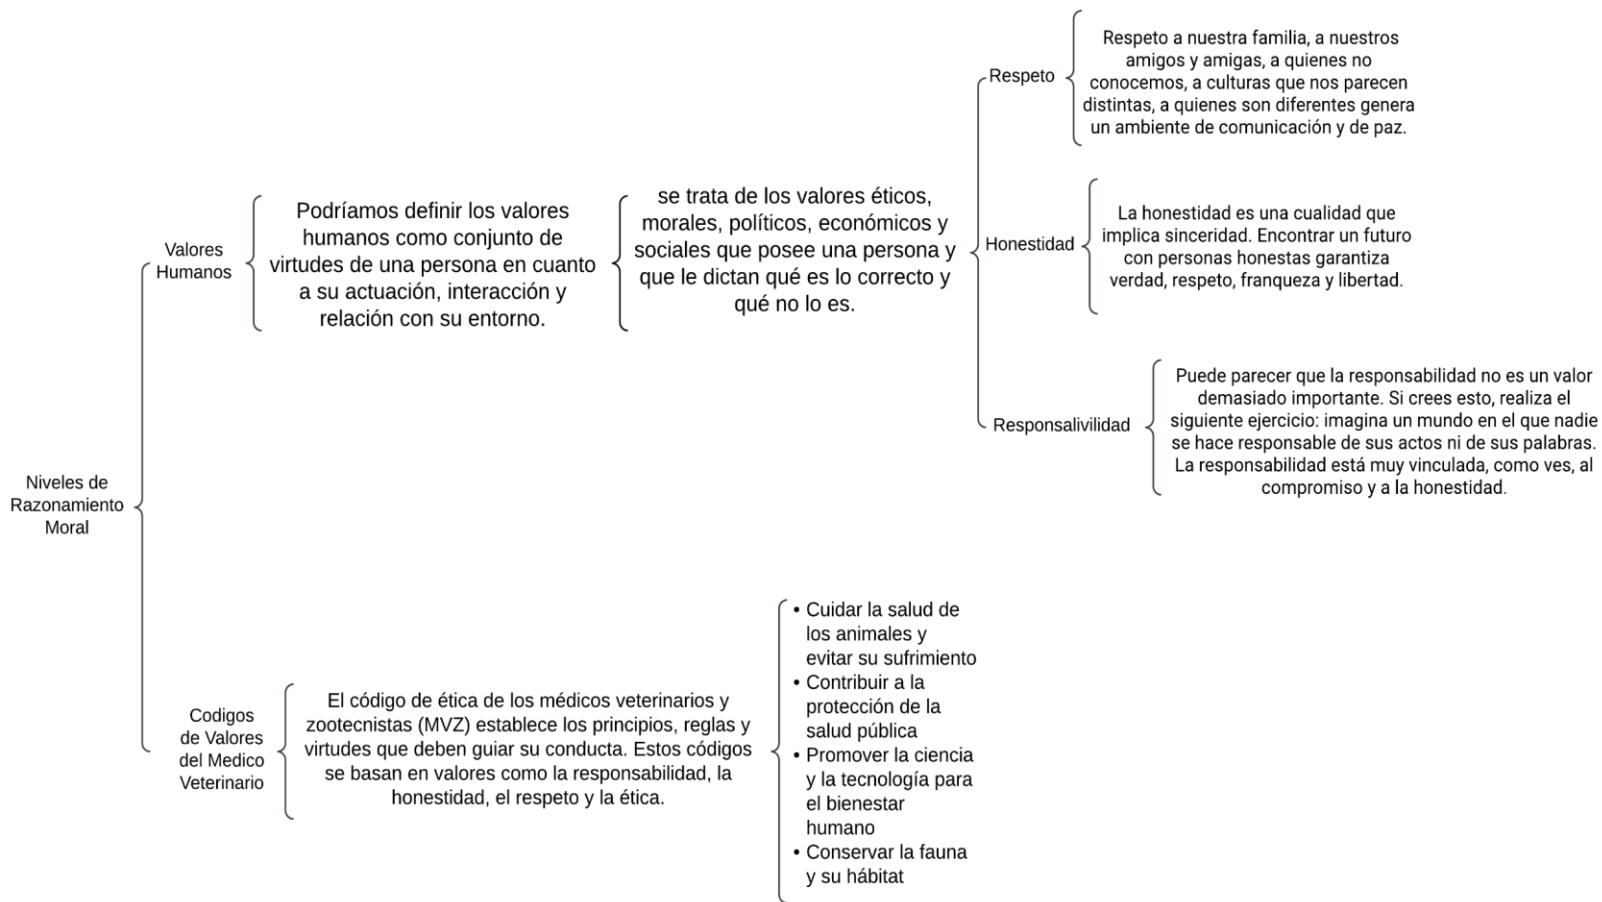 Niveles de
Razonamiento
Moral
Valores
Humanos
Podríamos definir los valores
humanos como conjunto de
virtudes de una persona en cuanto
a su actuación, interacción y
relación con su entorno.
se trata de los valores éticos,
morales, políticos, económicos y
sociales que posee una persona y
que le dictan qué es lo correcto y
qué no lo es.
Respeto
Respeto a nuestra familia, a nuestros
amigos y amigas, a quienes no
conocemos, a culturas que nos parecen
distintas, a quienes son diferentes genera
un ambiente de comunicación y de paz.
Honestidad
La honestidad es una cualidad que
implica sinceridad. Encontrar un futuro
con personas honestas garantiza
verdad, respeto, franqueza y libertad.
Responsalivilidad
Puede parecer que la responsabilidad no es un valor
demasiado importante. Si crees esto, realiza el
siguiente ejercicio: imagina un mundo en el que nadie
se hace responsable de sus actos ni de sus palabras.
La responsabilidad está muy vinculada, como ves, al
compromiso y a la honestidad.
Codigos
de Valores
del Medico
Veterinario
El código de ética de los médicos veterinarios y
zootecnistas (MVZ) establece los principios, reglas y
virtudes que deben guiar su conducta. Estos códigos
se basan en valores como la responsabilidad, la
honestidad, el respeto y la ética.
• Cuidar la salud de
los animales y
evitar su sufrimiento
• Contribuir a la
protección de la
salud pública
• Promover la ciencia
y la tecnología para
el bienestar
humano
• Conservar la fauna
y su hábitat